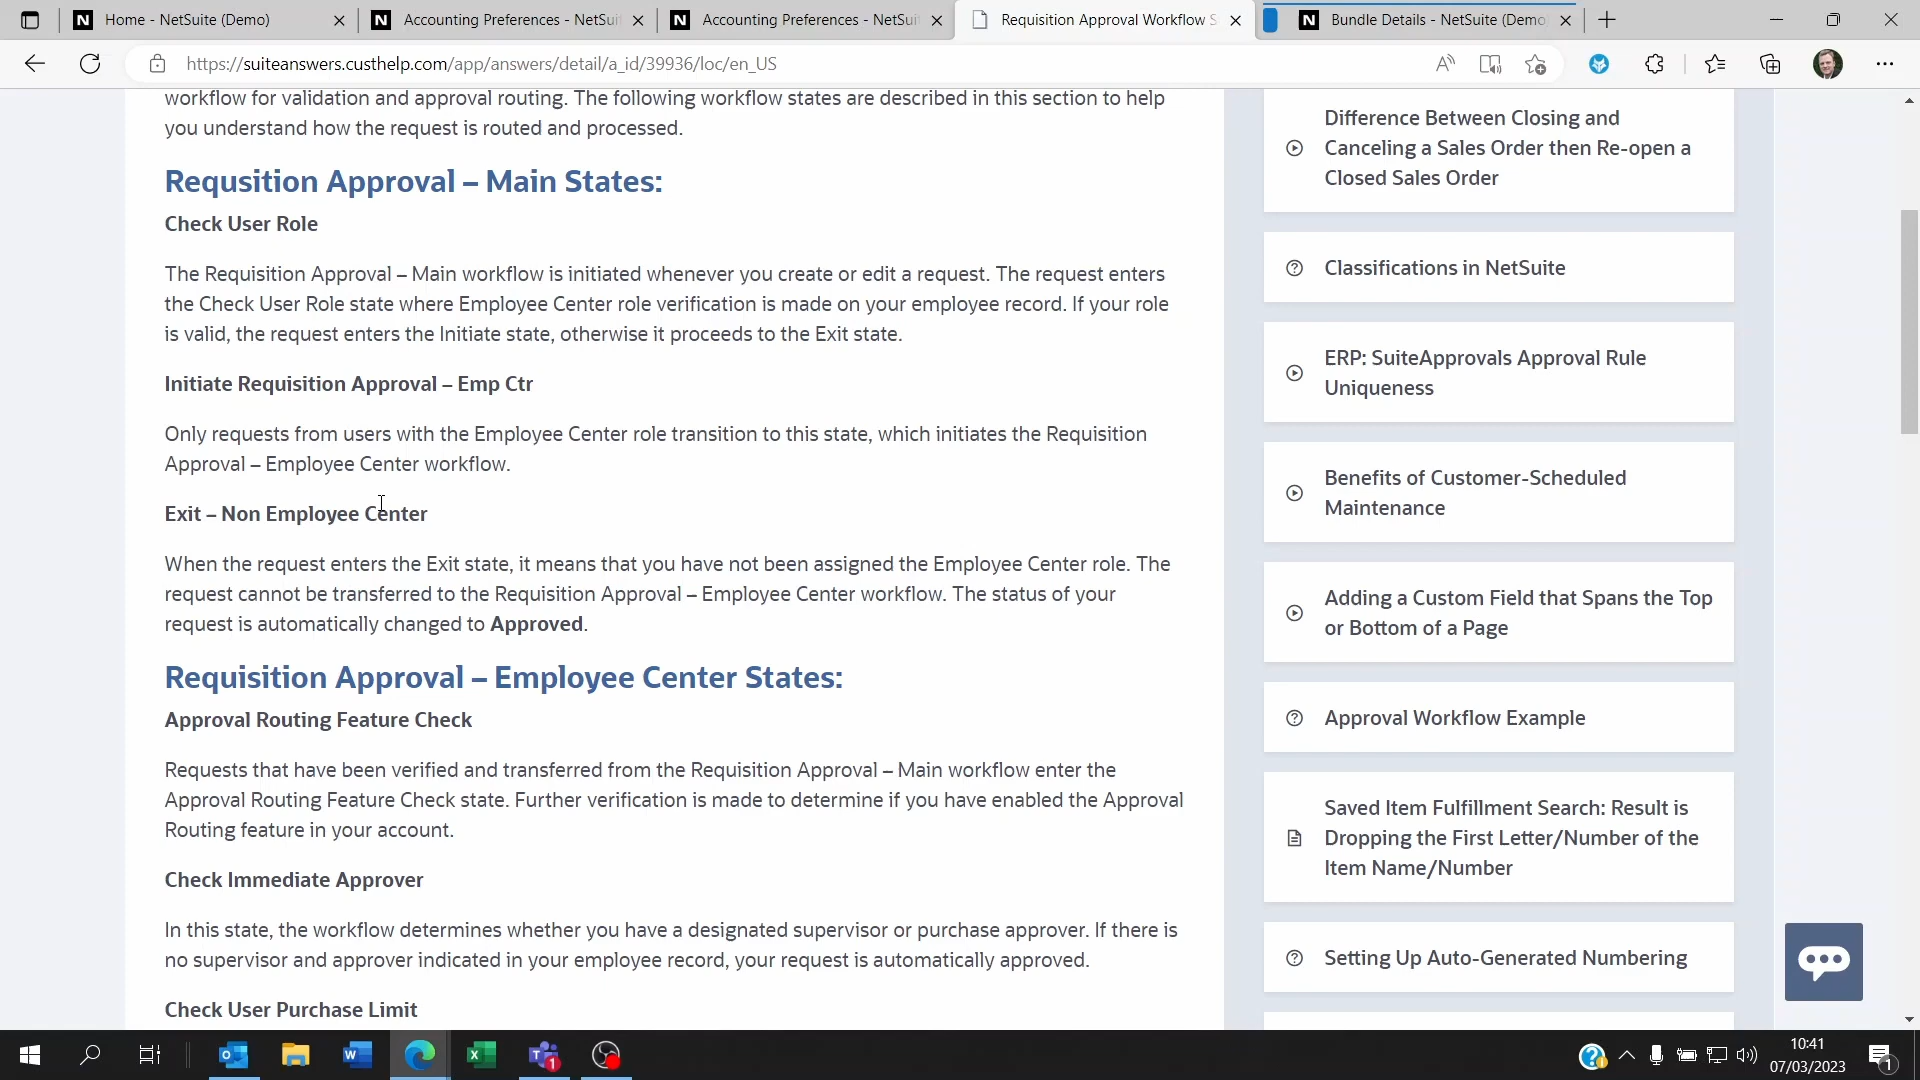 Home - NetSuite (Demo)
Accounting Preferences - NetSui
Accounting Preferences - NetSui
Requisition Approval Workflow S
Bundle Details - NetSuite (Demo
https://suiteanswers.custhelp.com/app/answers/detail/a_id/39936/loc/en_US
workflow for validation and approval routing. The following workflow states are described in this section to help
you understand how the request is routed and processed.
Requsition Approval – Main States:
Check User Role
The Requisition Approval – Main workflow is initiated whenever you create or edit a request. The request enters
the Check User Role state where Employee Center role verification is made on your employee record. If your role
is valid, the request enters the Initiate state, otherwise it proceeds to the Exit state.
Initiate Requisition Approval – Emp Ctr
Only requests from users with the Employee Center role transition to this state, which initiates the Requisition
Approval – Employee Center workflow.
Exit – Non Employee Center
When the request enters the Exit state, it means that you have not been assigned the Employee Center role. The
request cannot be transferred to the Requisition Approval – Employee Center workflow. The status of your
request is automatically changed to Approved.
Requisition Approval – Employee Center States:
Approval Routing Feature Check
Requests that have been verified and transferred from the Requisition Approval – Main workflow enter the
Approval Routing Feature Check state. Further verification is made to determine if you have enabled the Approval
Routing feature in your account.
Check Immediate Approver
In this state, the workflow determines whether you have a designated supervisor or purchase approver. If there is
no supervisor and approver indicated in your employee record, your request is automatically approved.
Check User Purchase Limit
Difference Between Closing and
Canceling a Sales Order then Re-open a
Closed Sales Order
Classifications in NetSuite
ERP: SuiteApprovals Approval Rule
Uniqueness
Benefits of Customer-Scheduled
Maintenance
Adding a Custom Field that Spans the Top
or Bottom of a Page
Approval Workflow Example
Saved Item Fulfillment Search: Result is
Dropping the First Letter/Number of the
Item Name/Number
Setting Up Auto-Generated Numbering
10:41
07/03/2023
1
1